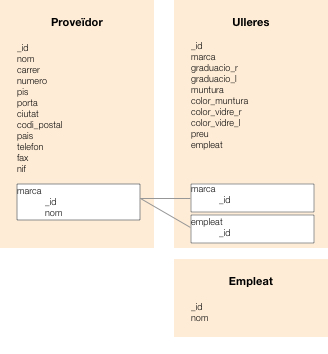 Proveïdor
_id
nom
carrer
numero
pis
porta
ciutat
codi_postal
pais
telefon
fax
nif
marca
_id
nom
Ulleres
_id
marca
graduacio_r
graduacio_l
muntura
color_muntura
color_vidre_r
color_vidre_l
preu
empleat
marca
_id
empleat
_id
Empleat
_id
nom